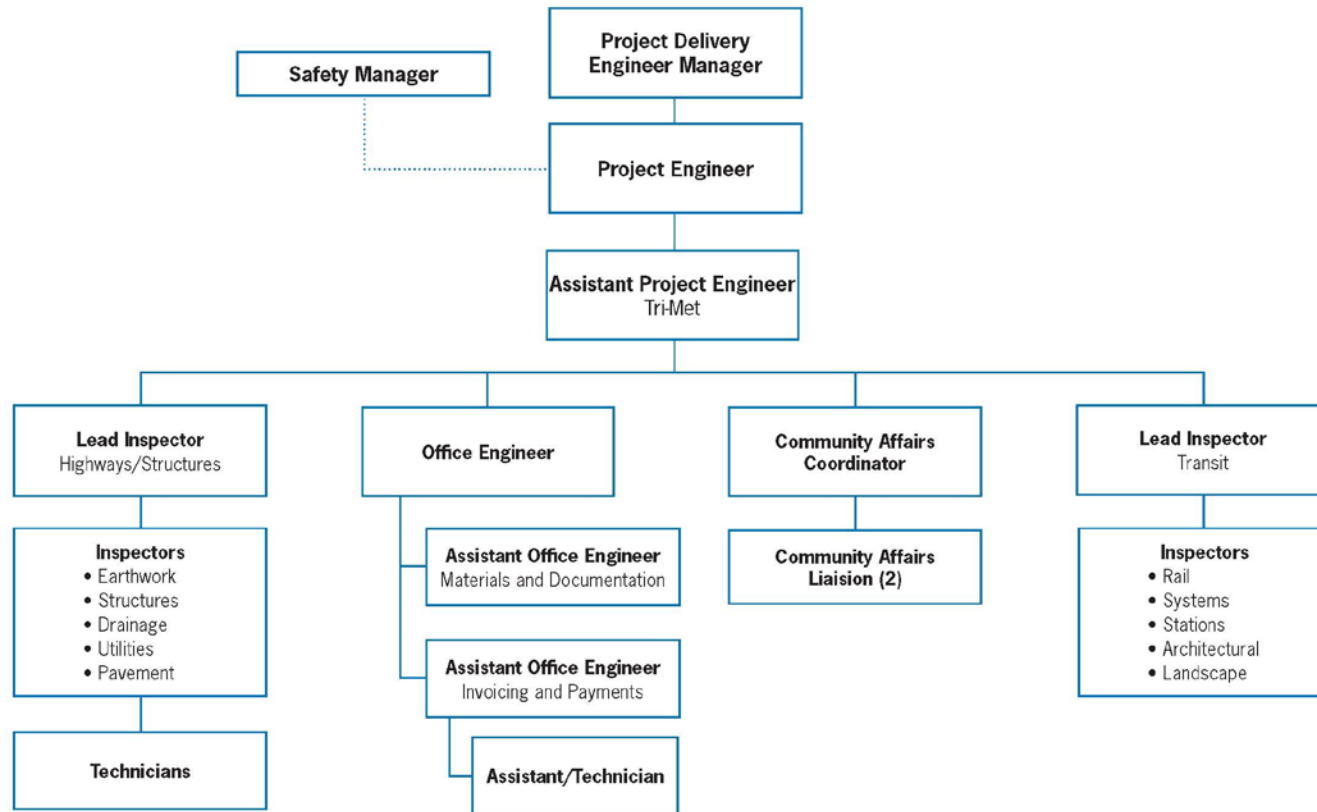 Project Delivery
Engineer Manager
Safety Manager
Project Engineer
Assistant Project Engineer
Tri-Met
Lead Inspector
Highways/Structures
Office Engineer
Community Affairs
Coordinator
Lead Inspector
Transit
Inspectors
• Earthwork
• Structures
• Drainage
• Utilities
• Pavement
Technicians
Assistant Office Engineer
Materials and Documentation
Assistant Office Engineer
Invoicing and Payments
Assistant/Technician
Community Affairs
Liaision (2)
Inspectors
• Rail
• Systems
• Stations
• Architectural
• Landscape